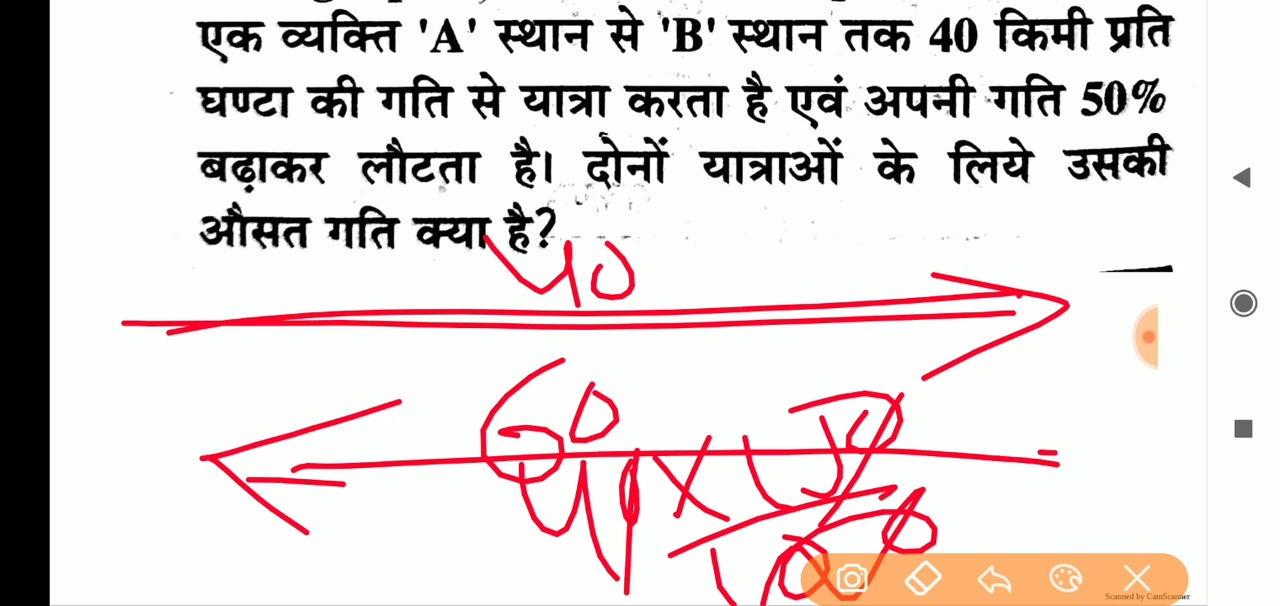 एक व्यक्ति 'A' स्थान से 'B' स्थान तक 40 किमी प्रति
घण्टा की गति से यात्रा करता है एवं अपनी गति 50%
बढ़ाकर लौटता है। दोनों यात्राओं के लिये उसकी
औसत गति क्या है?
40
60
Scanned by CamScanner